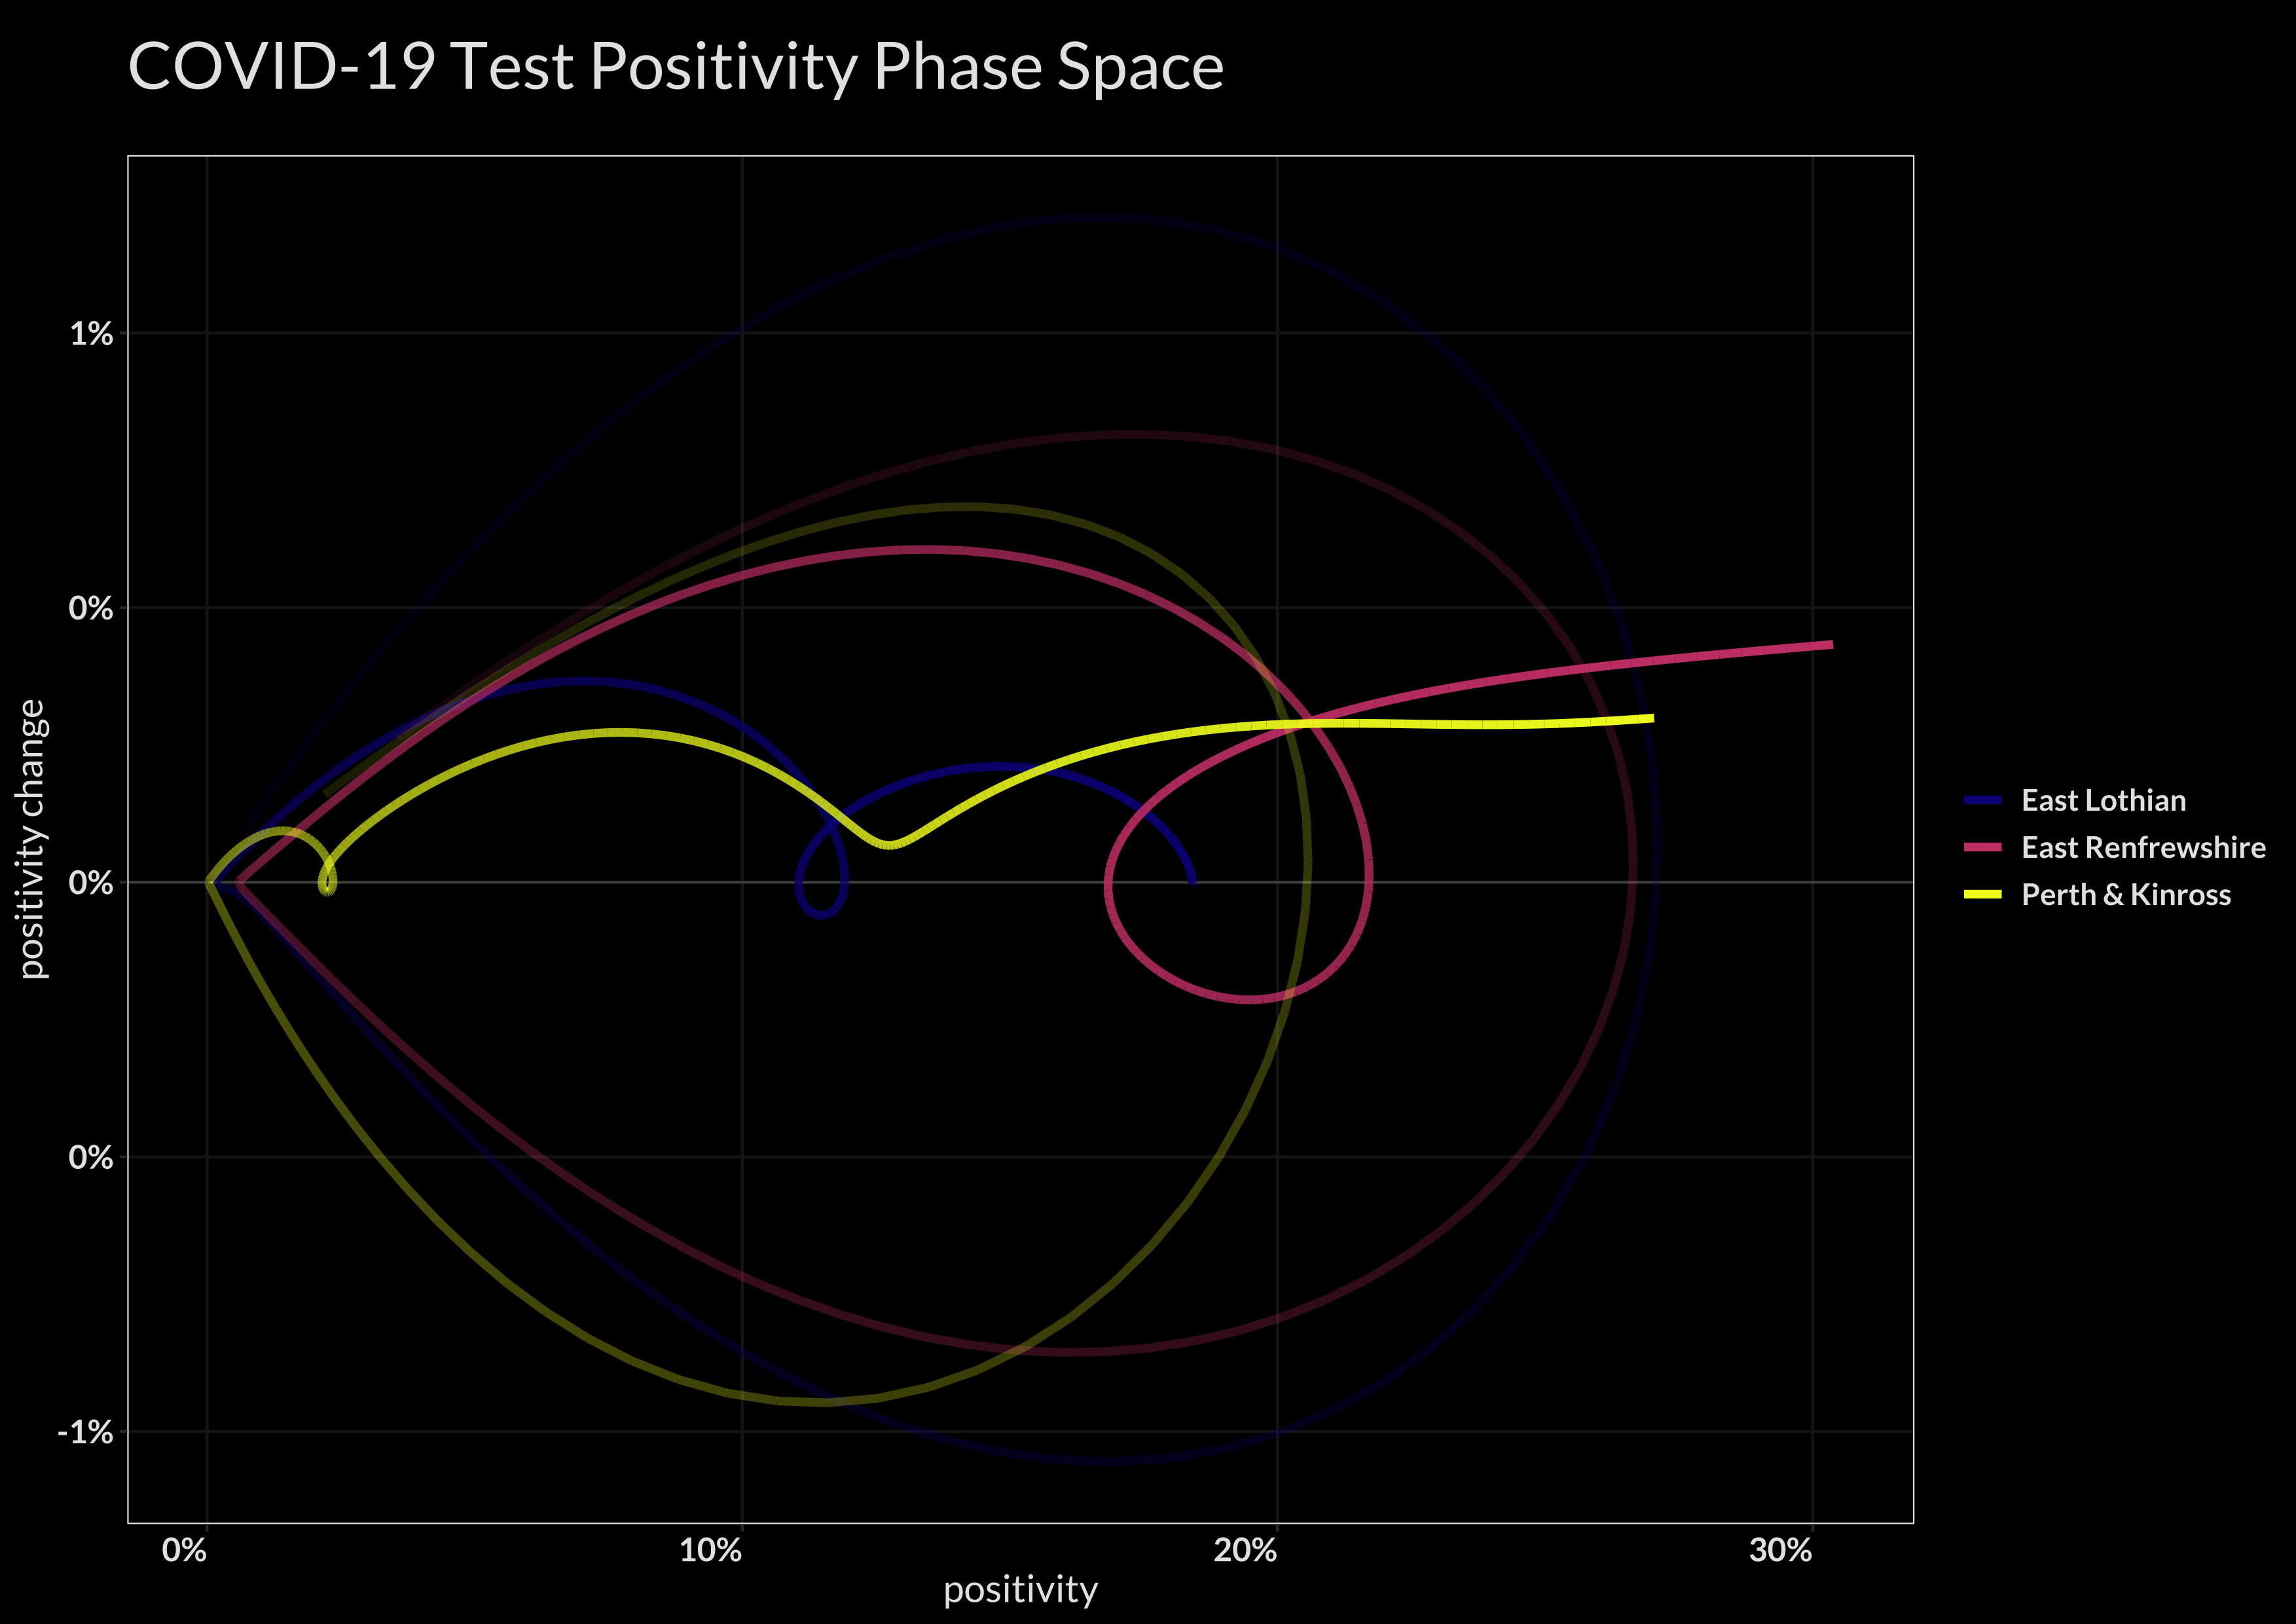 COVID-19 Test Positivity Phase Space
1%
0%
0%
0%
-1%
positivity change
0%
10%
20%
30%
positivity
East Lothian
East Renfrewshire
Perth & Kinross